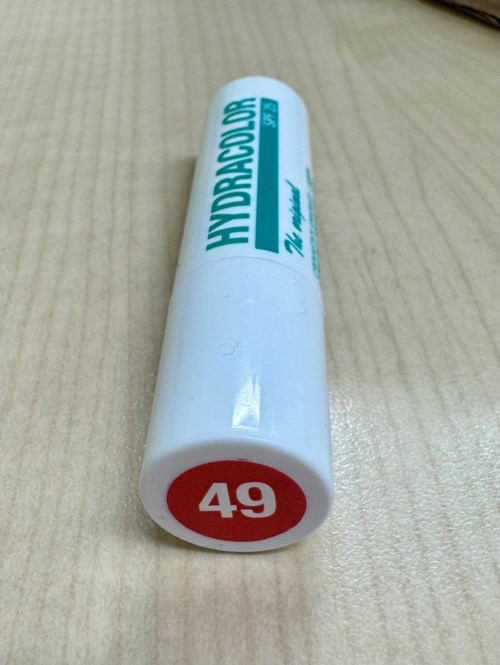 HYDRACOLOR
SPF 25
The original
49